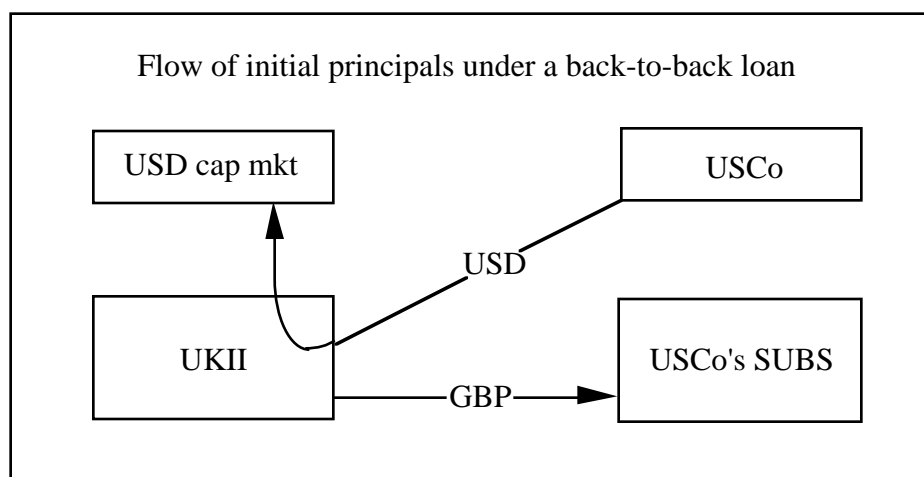 Flow of initial principals under a back-to-back loan
USD cap mkt
USCo
USD
UKII
USCo's SUBS
GBP